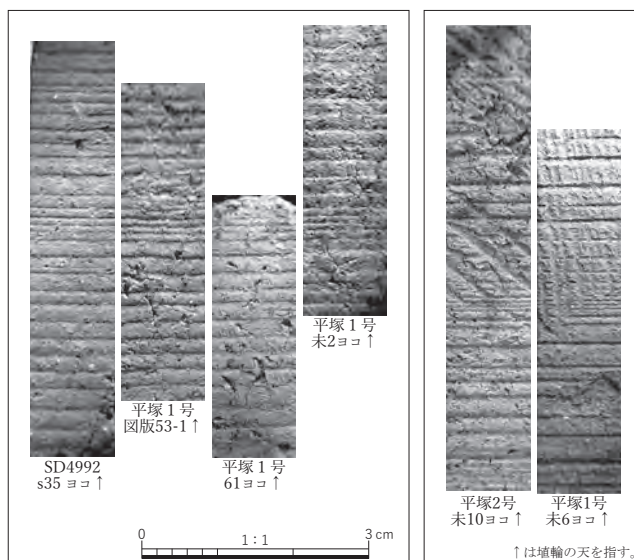 平塚１号
未2ヨコ↑
SD4992
s35 ヨコ↑
平塚１号
図版53-1↑
平塚１号
61ヨコ↑
平塚2号
未10ヨコ↑
平塚1号
未6ヨコ↑
0 1：1 3 cm
↑は埴輪の天を指す。